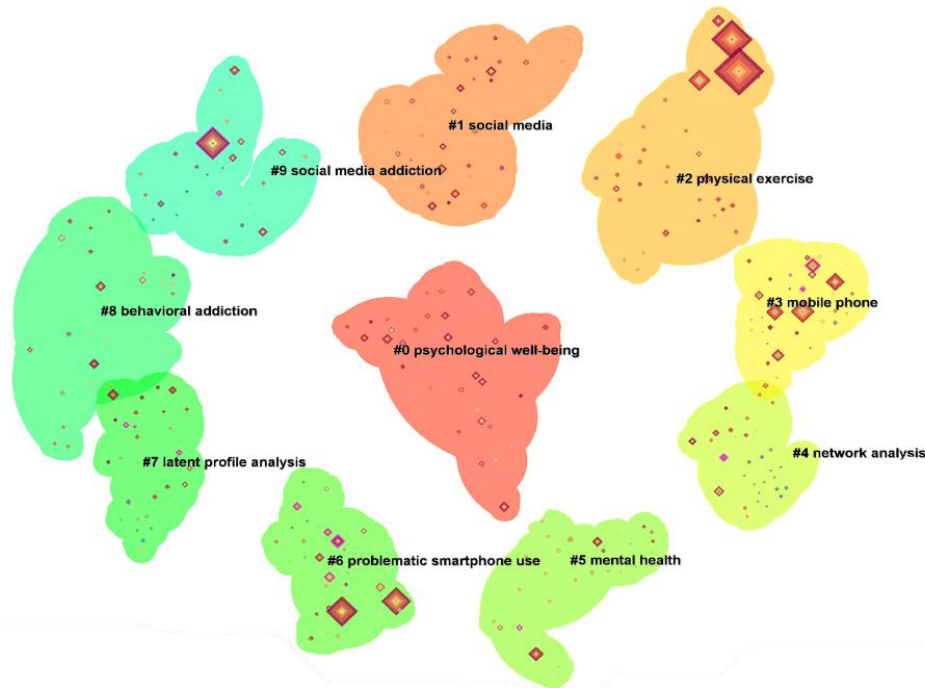 #1 social media
#9 social media addiction
#2 physical exercise
#3 mobile phone
#8 behavioral addiction
#0 psychological well-being
#4 network analysis
#7 latent profile analysis
#6 problematic smartphone use
#5 mental health